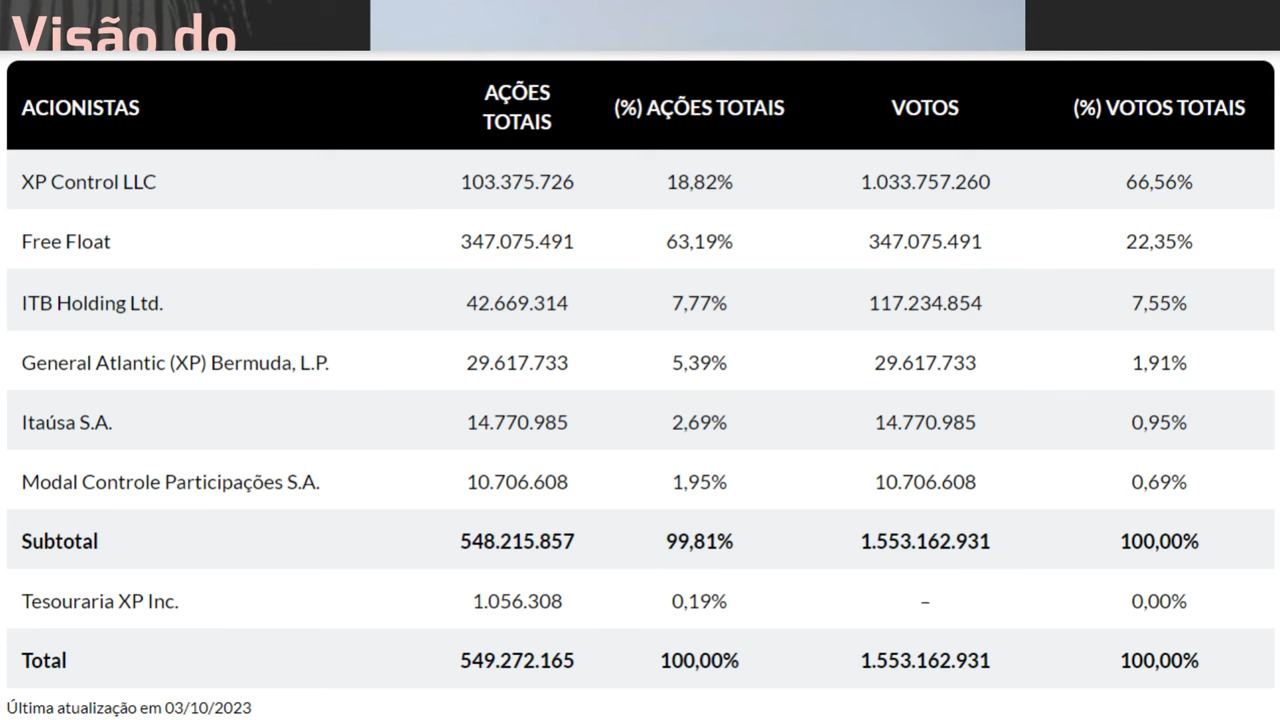 Visão do
ACIONISTAS AÇÕES TOTAIS (%) AÇÕES TOTAIS VOTOS (%) VOTOS TOTAIS
XP Control LLC 103.375.726 18,82% 1.033.757.260 66,56%
Free Float 347.075.491 63,19% 347.075.491 22,35%
ITB Holding Ltd. 42.669.314 7,77% 117.234.854 7,55%
General Atlantic (XP) Bermuda, L.P. 29.617.733 5,39% 29.617.733 1,91%
Itaúsa S.A. 14.770.985 2,69% 14.770.985 0,95%
Modal Controle Participações S.A. 10.706.608 1,95% 10.706.608 0,69%
Subtotal 548.215.857 99,81% 1.553.162.931 100,00%
Tesouraria XP Inc. 1.056.308 0,19% – 0,00%
Total 549.272.165 100,00% 1.553.162.931 100,00%
Última atualização em 03/10/2023